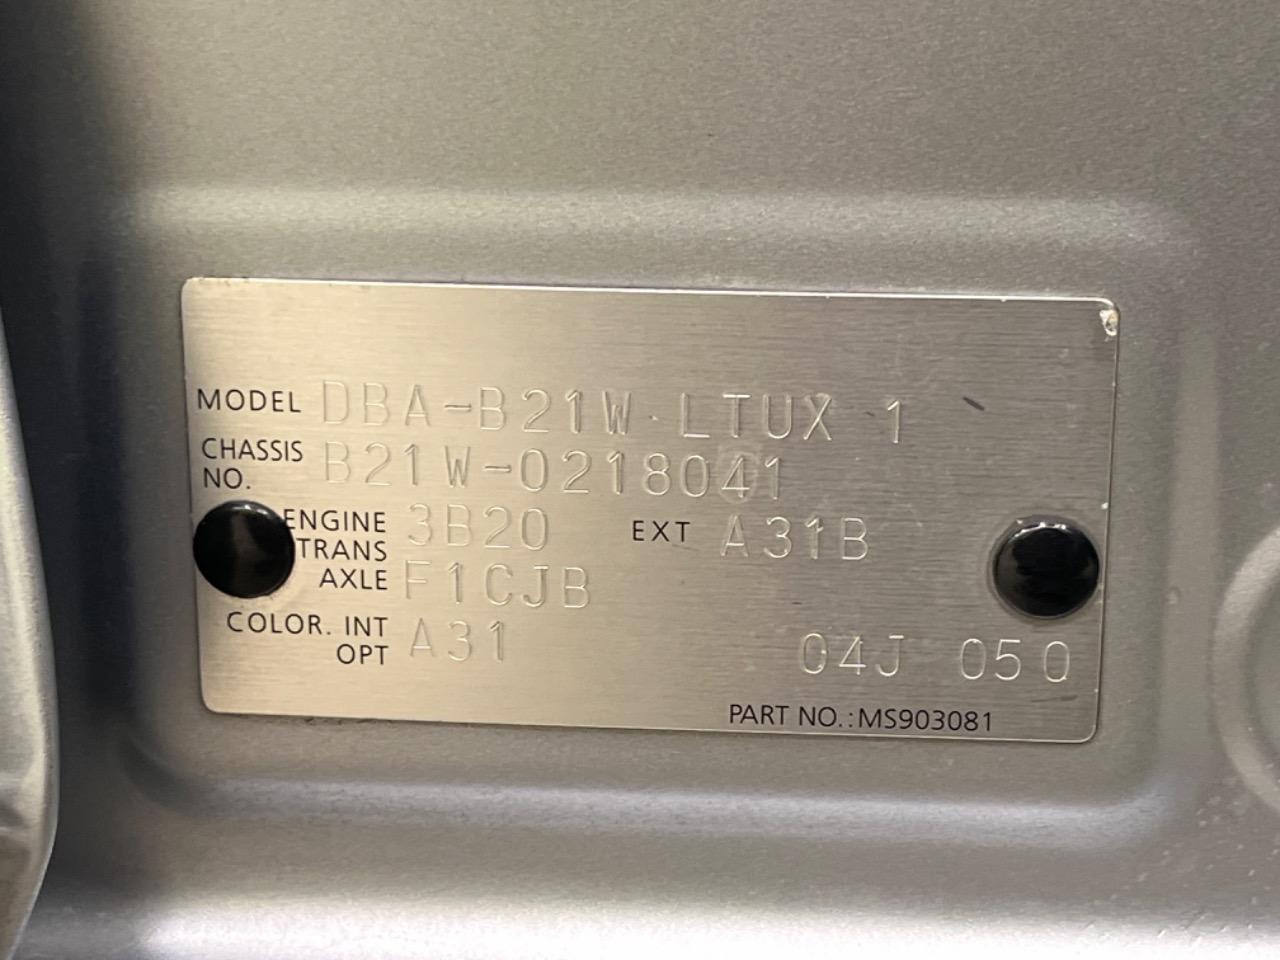 MODEL DBA-B21W·LTUX 1
CHASSIS NO. B21W-0218041
ENGINE 3B20 EXT A31B
TRANS AXLE F1CJB
COLOR. INT A31
OPT 04J 050
PART NO.:MS903081